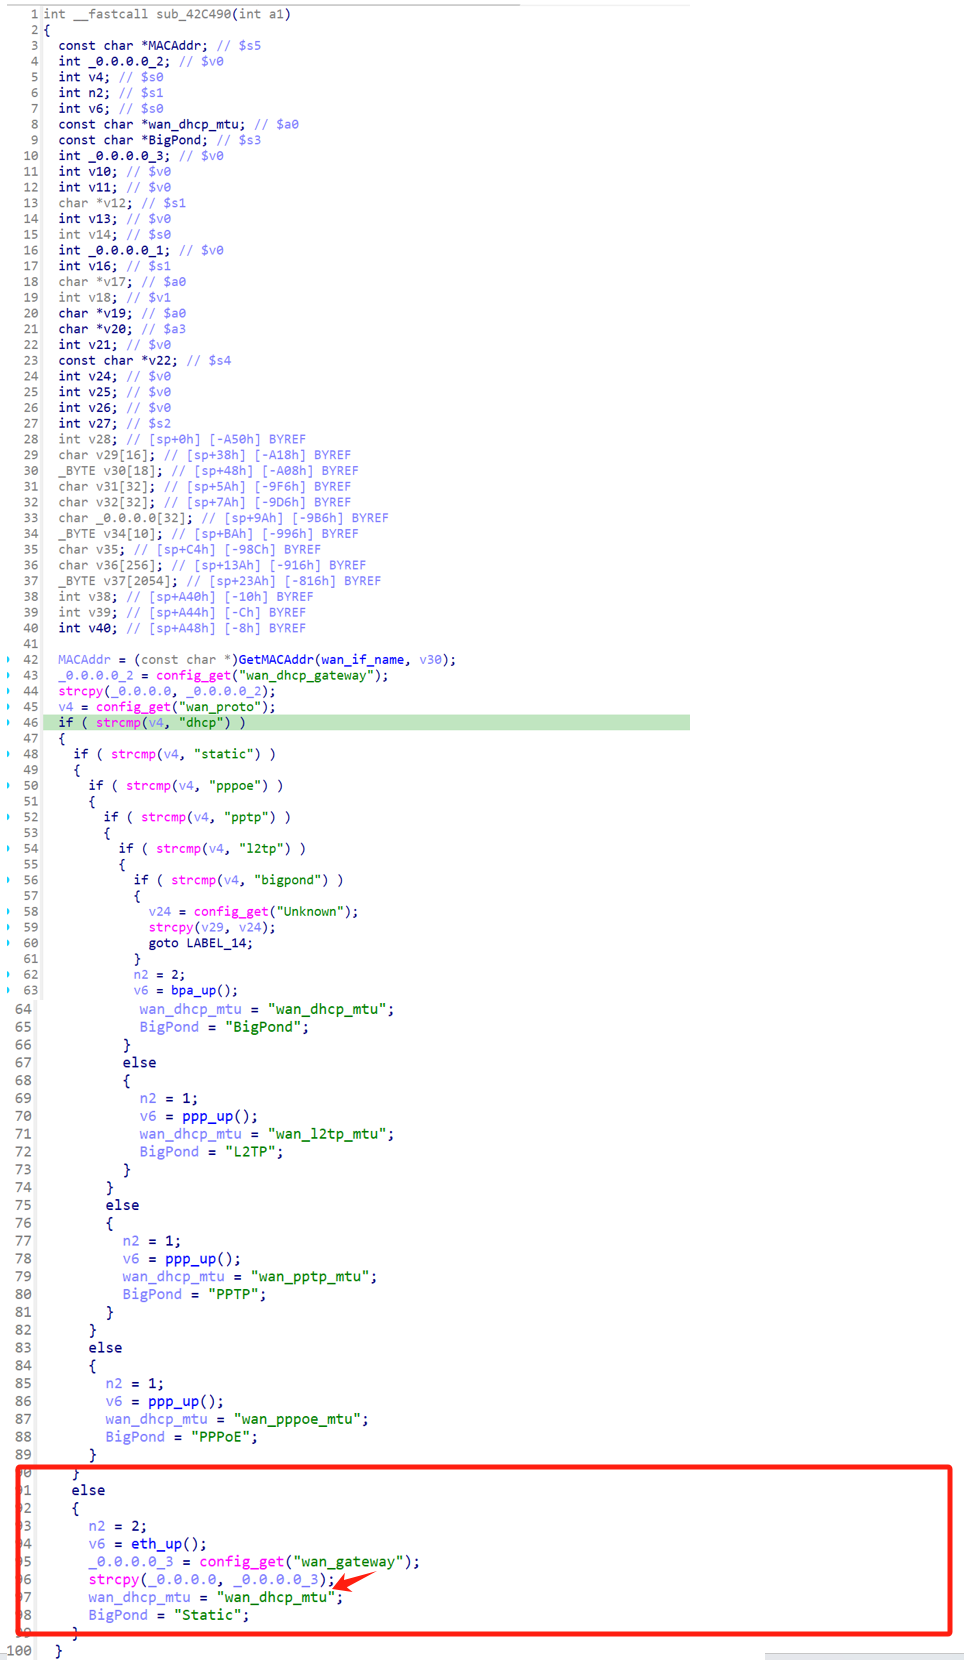 1 int __fastcall sub_42C490(int a1)
2 {
3 const char *MACAddr; // $s5
4 int _0.0.0.0_2; // $v0
5 int v4; // $s0
6 int n2; // $s1
7 int v6; // $s0
8 const char *wan_dhcp_mtu; // $a0
9 const char *BigPond; // $s3
10 int _0.0.0.0_3; // $v0
11 int v10; // $v0
12 int v11; // $v0
13 char *v12; // $s1
14 int v13; // $v0
15 int v14; // $s0
16 int _0.0.0.0_1; // $v0
17 int v16; // $s1
18 char *v17; // $a0
19 int v18; // $v1
20 char *v19; // $a0
21 char *v20; // $a3
22 int v21; // $v0
23 const char *v22; // $s4
24 int v24; // $v0
25 int v25; // $v0
26 int v26; // $v0
27 int v27; // $s2
28 int v28; // [sp+0h] [-A50h] BYREF
29 char v29[16]; // [sp+38h] [-A18h] BYREF
30 _BYTE v30[18]; // [sp+48h] [-A08h] BYREF
31 char v31[32]; // [sp+5Ah] [-9F6h] BYREF
32 char v32[32]; // [sp+7Ah] [-9D6h] BYREF
33 char _0.0.0.0[32]; // [sp+9Ah] [-9B6h] BYREF
34 _BYTE v34[10]; // [sp+BAh] [-996h] BYREF
35 char v35; // [sp+C4h] [-98Ch] BYREF
36 char v36[256]; // [sp+13Ah] [-916h] BYREF
37 _BYTE v37[2054]; // [sp+23Ah] [-816h] BYREF
38 int v38; // [sp+A40h] [-10h] BYREF
39 int v39; // [sp+A44h] [-Ch] BYREF
40 int v40; // [sp+A48h] [-8h] BYREF
41
42 MACAddr = (const char *)GetMACAddr(wan_if_name, v30);
43 _0.0.0.0_2 = config_get("wan_dhcp_gateway");
44 strcpy(_0.0.0.0, _0.0.0.0_2);
45 v4 = config_get("wan_proto");
46 if ( strcmp(v4, "dhcp") )
47 {
48 if ( strcmp(v4, "static") )
49 {
50 if ( strcmp(v4, "pppoe") )
51 {
52 if ( strcmp(v4, "pptp") )
53 {
54 if ( strcmp(v4, "l2tp") )
55 {
56 if ( strcmp(v4, "bigpond") )
57 {
58 v24 = config_get("Unknown");
59 strcpy(v29, v24);
60 goto LABEL_14;
61 }
62 n2 = 2;
63 v6 = bpa_up();
64 wan_dhcp_mtu = "wan_dhcp_mtu";
65 BigPond = "BigPond";
66 }
67 else
68 {
69 n2 = 1;
70 v6 = ppp_up();
71 wan_dhcp_mtu = "wan_l2tp_mtu";
72 BigPond = "L2TP";
73 }
74 }
75 else
76 {
77 n2 = 1;
78 v6 = ppp_up();
79 wan_dhcp_mtu = "wan_pptp_mtu";
80 BigPond = "PPTP";
81 }
82 }
83 else
84 {
85 n2 = 1;
86 v6 = ppp_up();
87 wan_dhcp_mtu = "wan_pppoe_mtu";
88 BigPond = "PPPoE";
89 }
90 }
91 else
92 {
93 n2 = 2;
94 v6 = eth_up();
95 _0.0.0.0_3 = config_get("wan_gateway");
96 strcpy(_0.0.0.0, _0.0.0.0_3);
97 wan_dhcp_mtu = "wan_dhcp_mtu";
98 BigPond = "Static";
99 }
100 }